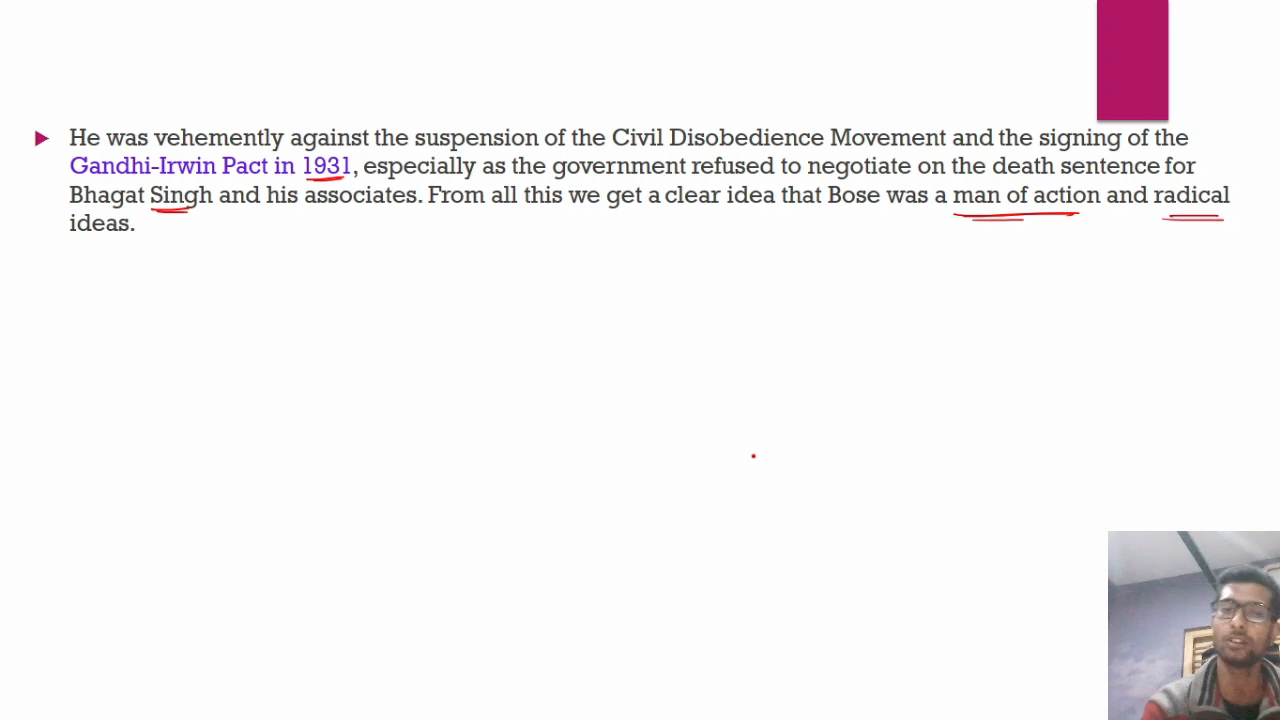 He was vehemently against the suspension of the Civil Disobedience Movement and the signing of the
Gandhi-Irwin Pact in 1931, especially as the government refused to negotiate on the death sentence for
Bhagat Singh and his associates. From all this we get a clear idea that Bose was a man of action and radical
ideas.